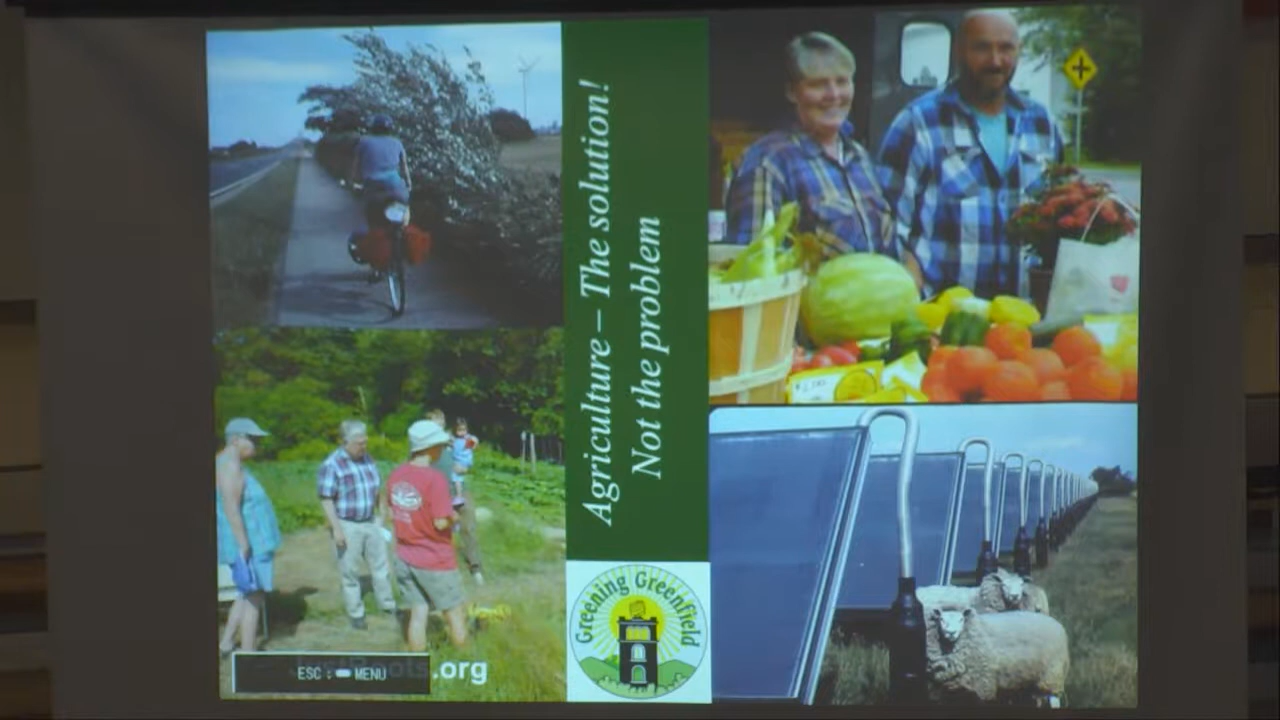 Agriculture – The solution!
Not the problem
Greening Greenfield
ESC : MENU
.org